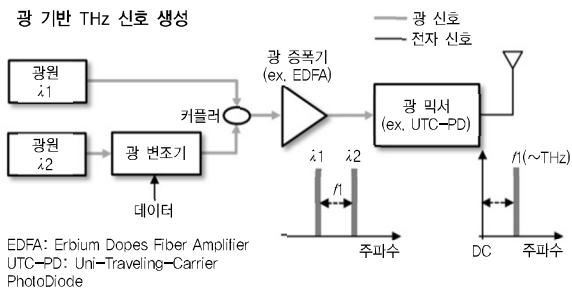 광 기반 THz 신호 생성
광 신호
전자 신호
광원
λ1
광원
λ2
광 변조기
데이터
커플러
광 증폭기
(ex. EDFA)
광 믹서
(ex. UTC-PD)
λ1
λ2
f1
주파수
f1(~THz)
DC
주파수
EDFA: Erbium Dopes Fiber Amplifier
UTC-PD: Uni-Traveling-Carrier
PhotoDiode